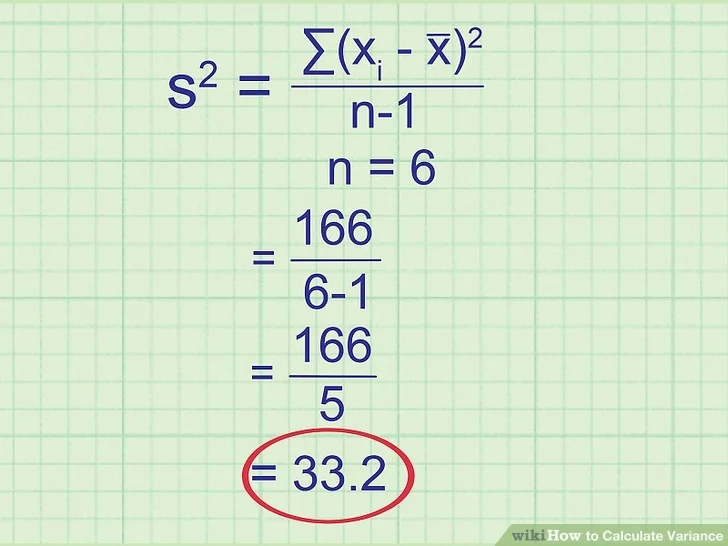 s² = ∑(xᵢ - x̅)²
n-1
n = 6
= 166
6-1
= 166
5
= 33.2
wikiHow to Calculate Variance